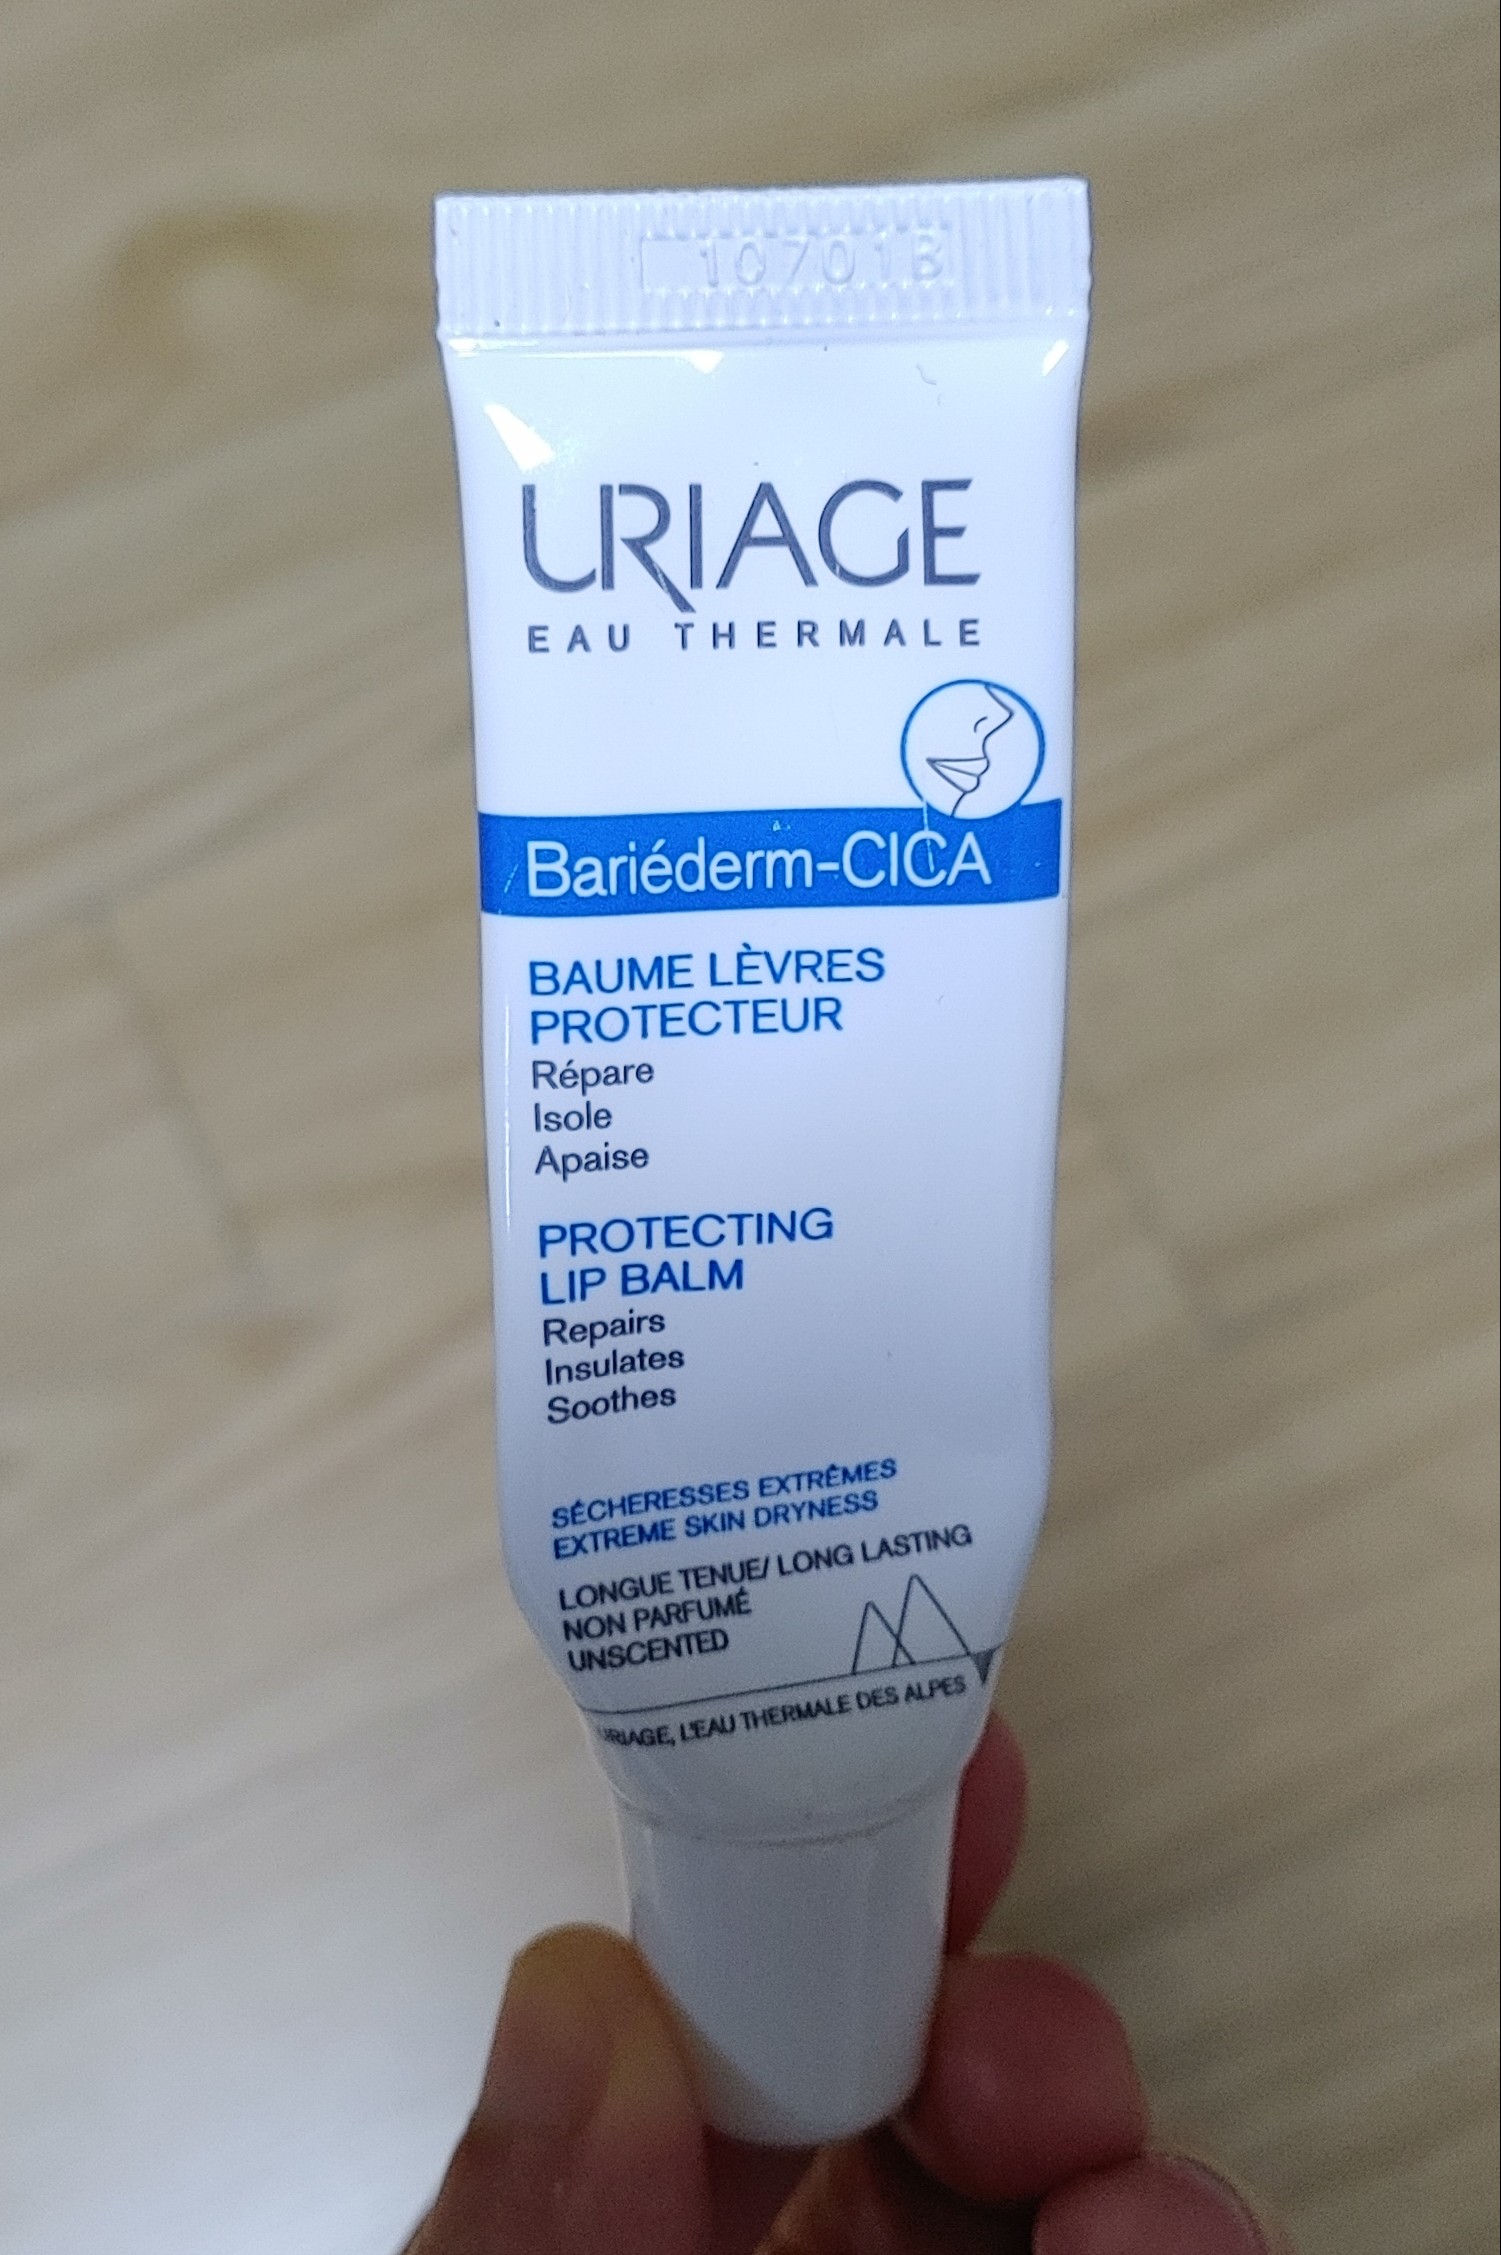 10701B
URIAGE
EAU THERMALE
Bariéderm-CICA
BAUME LÈVRES
PROTECTEUR
Répare
Isole
Apaise
PROTECTING
LIP BALM
Repairs
Insulates
Soothes
SÉCHERESSES EXTRÊMES
EXTREME SKIN DRYNESS
LONGUE TENUE/ LONG LASTING
NON PARFUMÉ
UNSCENTED
URIAGE, L'EAU THERMALE DES ALPES